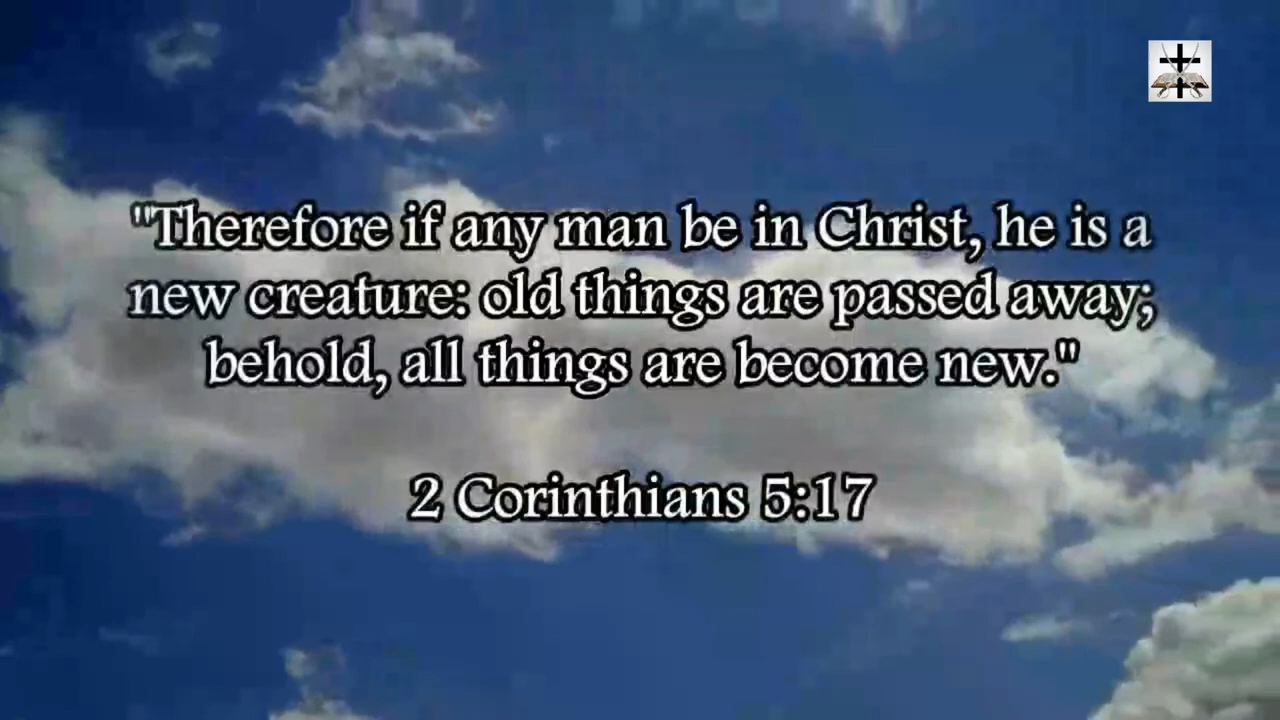 "Therefore if any man be in Christ, he is a
new creature: old things are passed away;
behold, all things are become new."
2 Corinthians 5:17